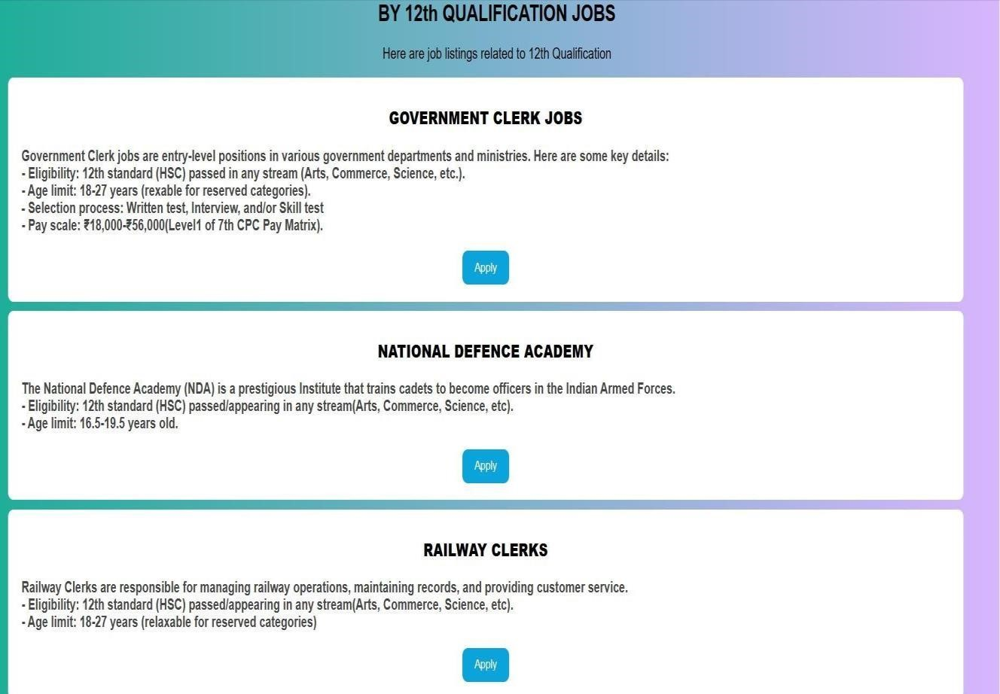 BY 12th QUALIFICATION JOBS
Here are job listings related to 12th Qualification
GOVERNMENT CLERK JOBS
Government Clerk jobs are entry-level positions in various government departments and ministries. Here are some key details:
- Eligibility: 12th standard (HSC) passed in any stream (Arts, Commerce, Science, etc.).
- Age limit: 18-27 years (rexable for reserved categories).
- Selection process: Written test, Interview, and/or Skill test
- Pay scale: ₹18,000-₹56,000(Level1 of 7th CPC Pay Matrix).
Apply
NATIONAL DEFENCE ACADEMY
The National Defence Academy (NDA) is a prestigious Institute that trains cadets to become officers in the Indian Armed Forces.
- Eligibility: 12th standard (HSC) passed/appearing in any stream(Arts, Commerce, Science, etc).
- Age limit: 16.5-19.5 years old.
Apply
RAILWAY CLERKS
Railway Clerks are responsible for managing railway operations, maintaining records, and providing customer service.
- Eligibility: 12th standard (HSC) passed/appearing in any stream(Arts, Commerce, Science, etc).
- Age limit: 18-27 years (relaxable for reserved categories)
Apply